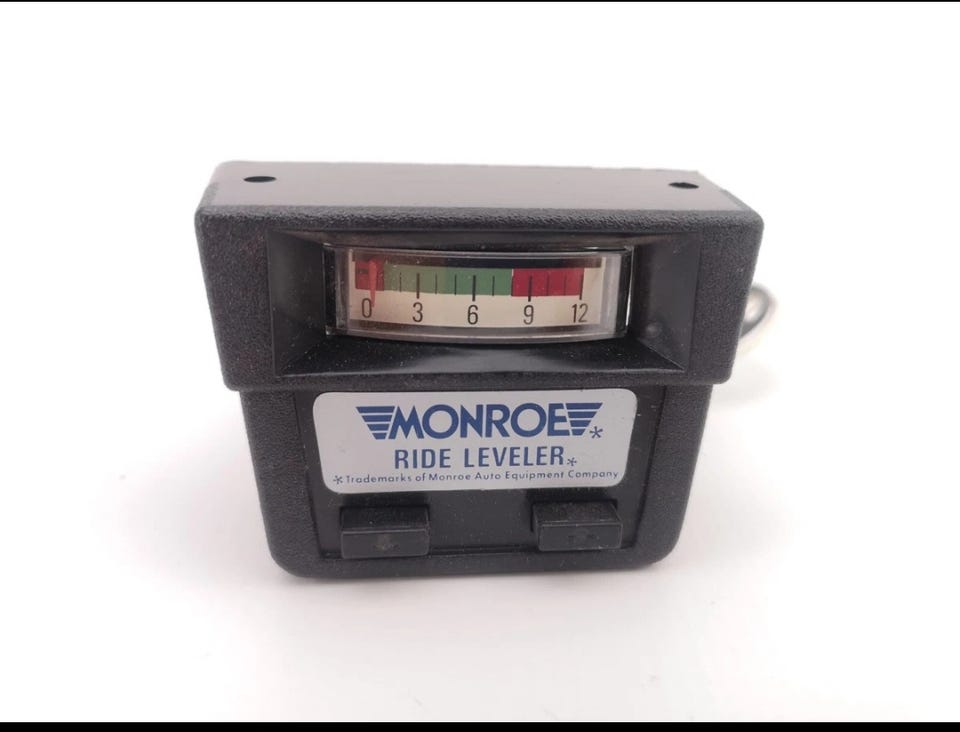 0 3 6 9 12
MONROE*
RIDE LEVELER*
*Trademarks of Monroe Auto Equipment Company